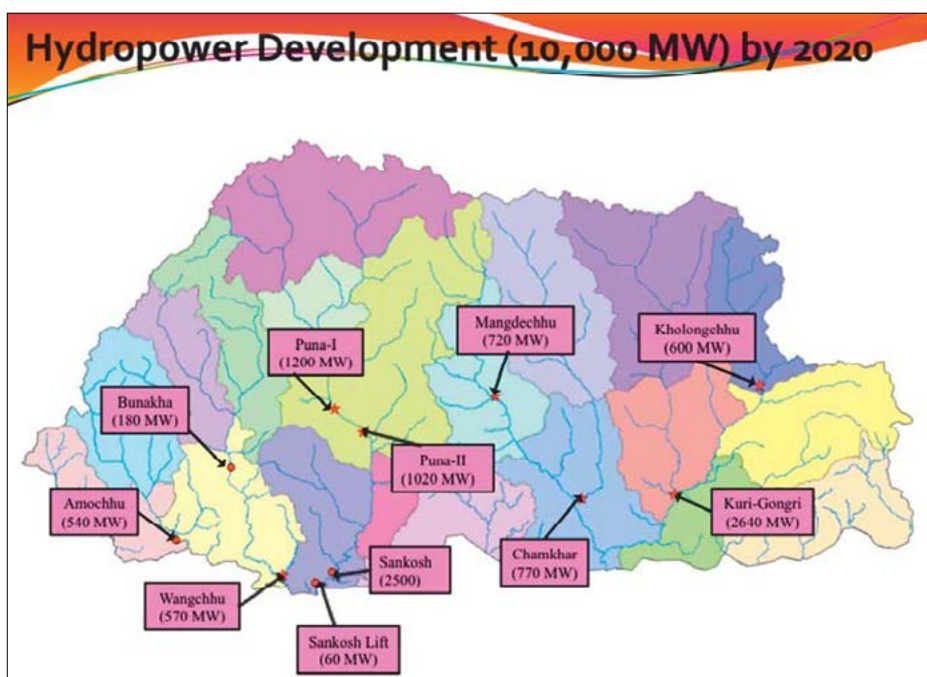 Hydropower Development (10,000 MW) by 2020
Mangdechhu
(720 MW)
Kholongchhu
(600 MW)
Puna-I
(1200 MW)
Bunakha
(180 MW)
Puna-II
(1020 MW)
Amochhu
(540 MW)
Kuri-Gongri
(2640 MW)
Chamkhar
(770 MW)
Sankosh
(2500)
Wangchhu
(570 MW)
Sankosh Lift
(60 MW)